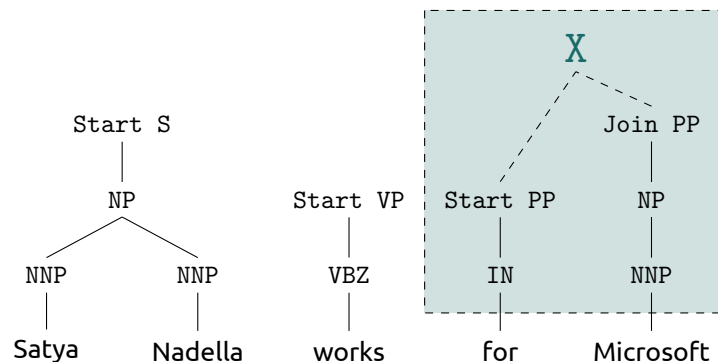 X
Start S Join PP
NP Start VP Start PP NP
NNP NNP VBZ IN NNP
Satya Nadella works for Microsoft